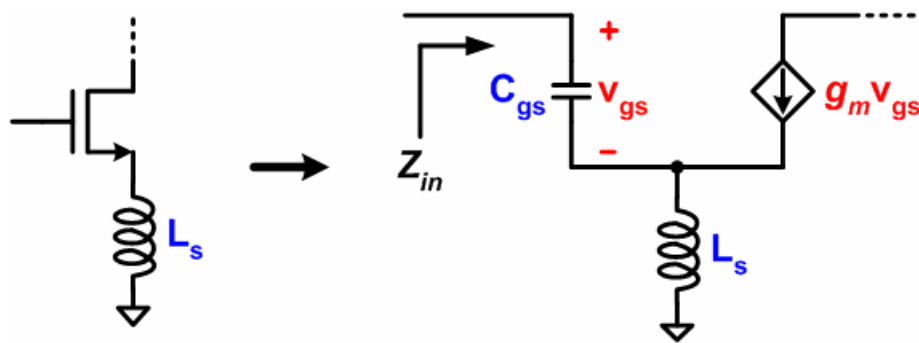 L_s
Z_in
C_gs
+
v_gs
–
g_m v_gs
L_s